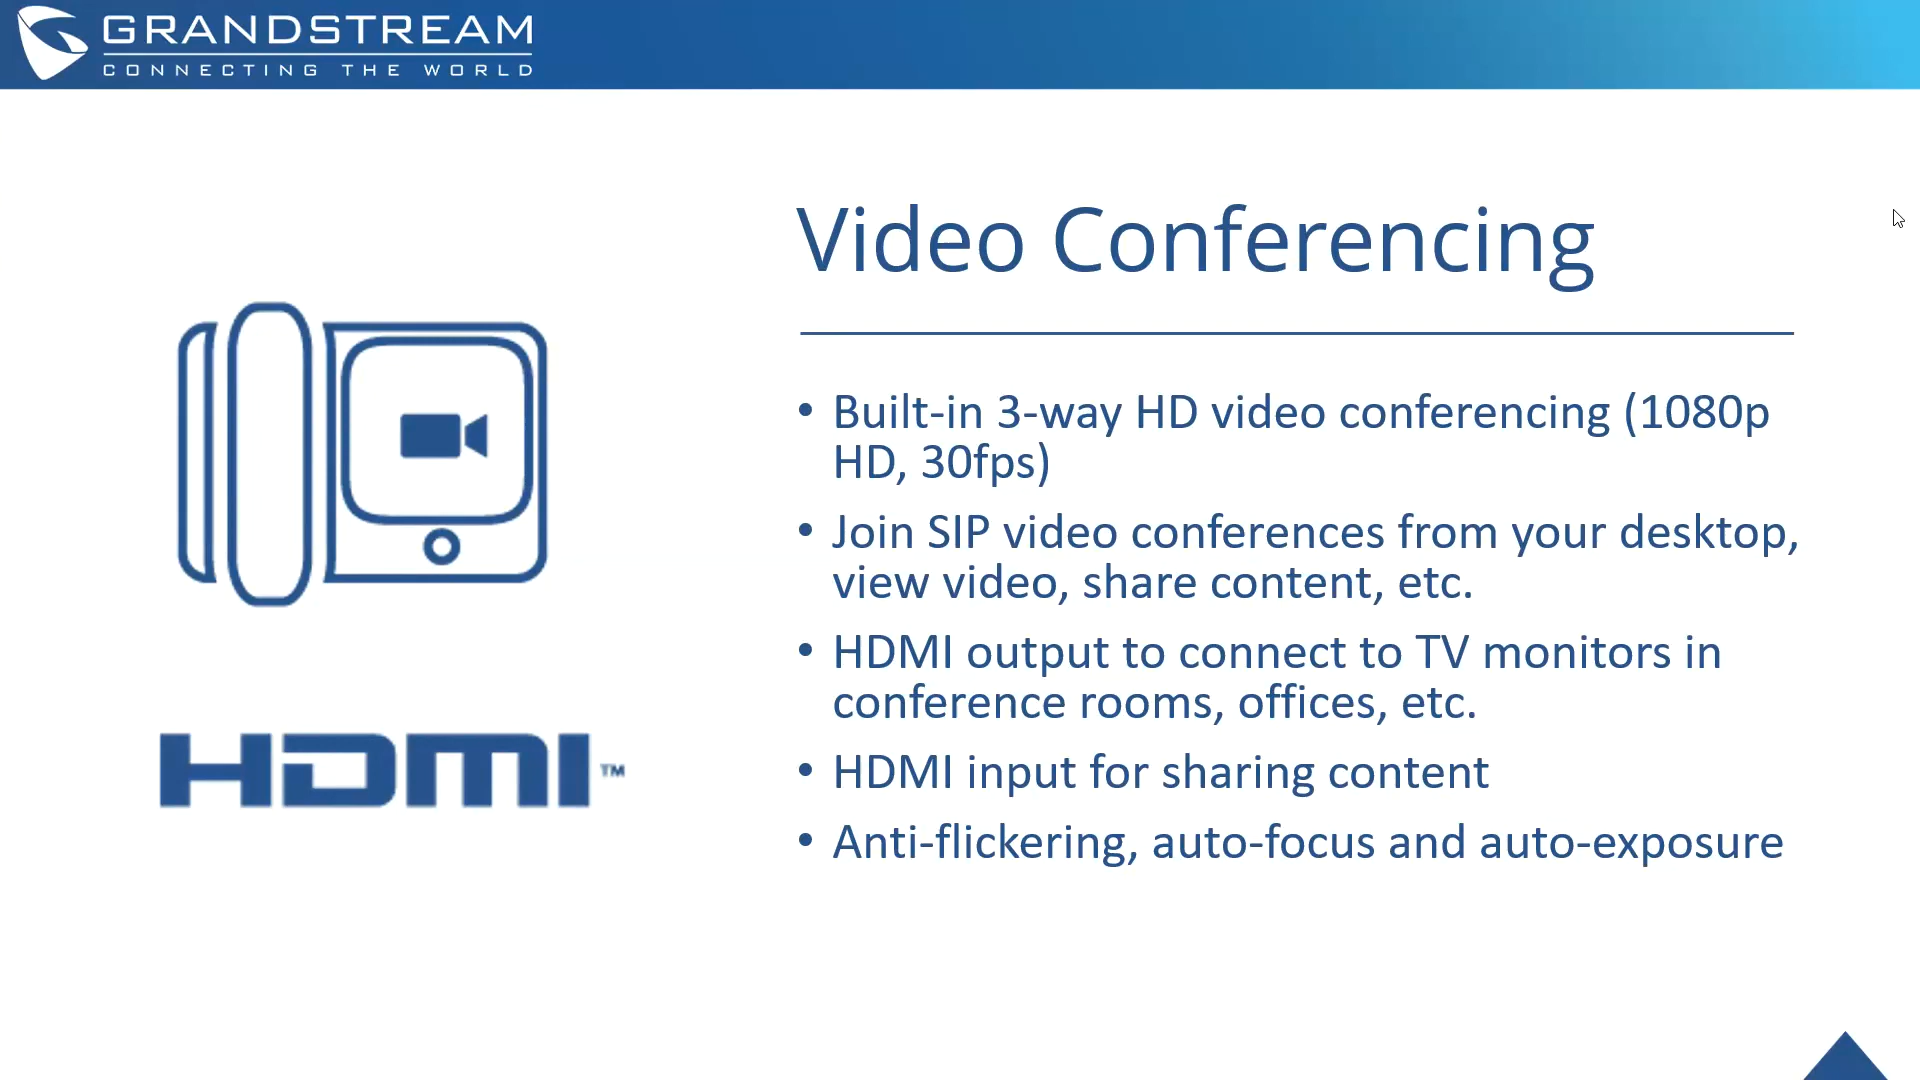 GRANDSTREAM
CONNECTING THE WORLD
Video Conferencing
• Built-in 3-way HD video conferencing (1080p
HD, 30fps)
• Join SIP video conferences from your desktop,
view video, share content, etc.
• HDMI output to connect to TV monitors in
conference rooms, offices, etc.
• HDMI input for sharing content
• Anti-flickering, auto-focus and auto-exposure
HDMI™